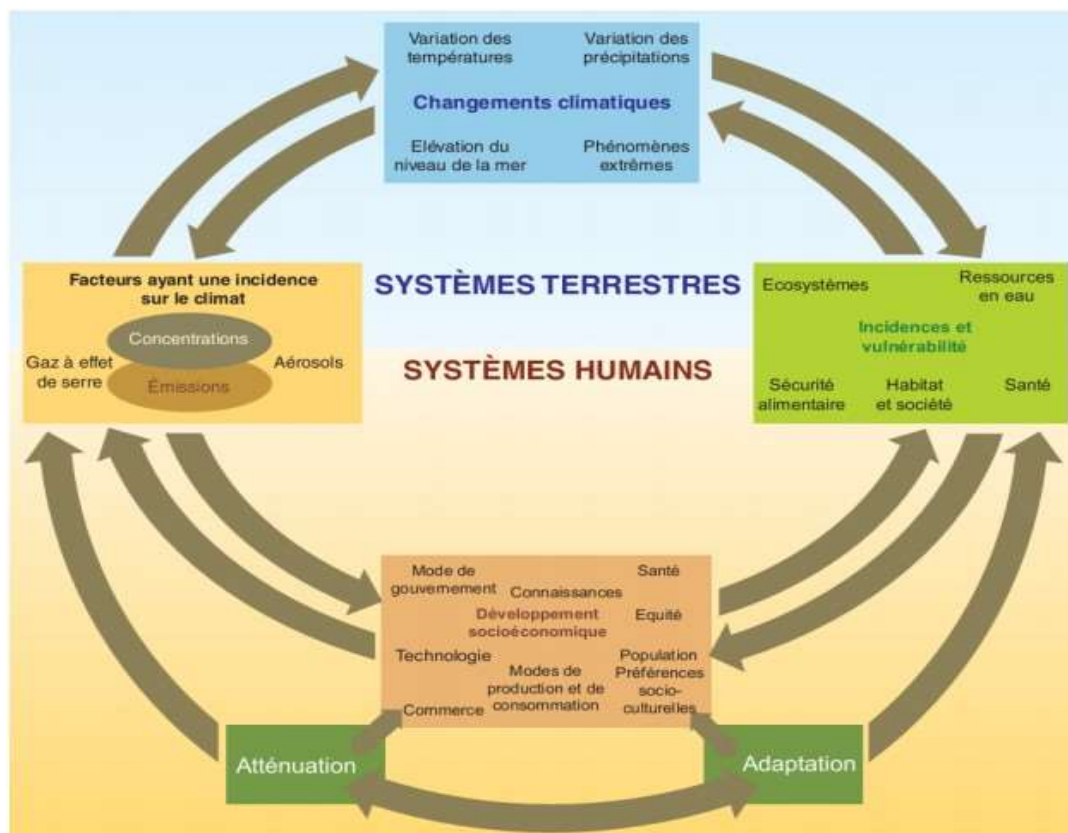 Variation des
températures
Variation des
précipitations
Changements climatiques
Elévation du
niveau de la mer
Phénomènes
extrêmes
Facteurs ayant une incidence
sur le climat
Concentrations
Gaz à effet
de serre
Aérosols
Émissions
SYSTÈMES TERRESTRES
SYSTÈMES HUMAINS
Ecosystèmes
Ressources
en eau
Incidences et
vulnérabilité
Sécurité
alimentaire
Habitat
et société
Santé
Mode de
gouvernement
Connaissances
Santé
Développement
socioéconomique
Equité
Technologie
Modes de
production et de
consommation
Population
Préférences
socio-
culturelles
Commerce
Atténuation
Adaptation